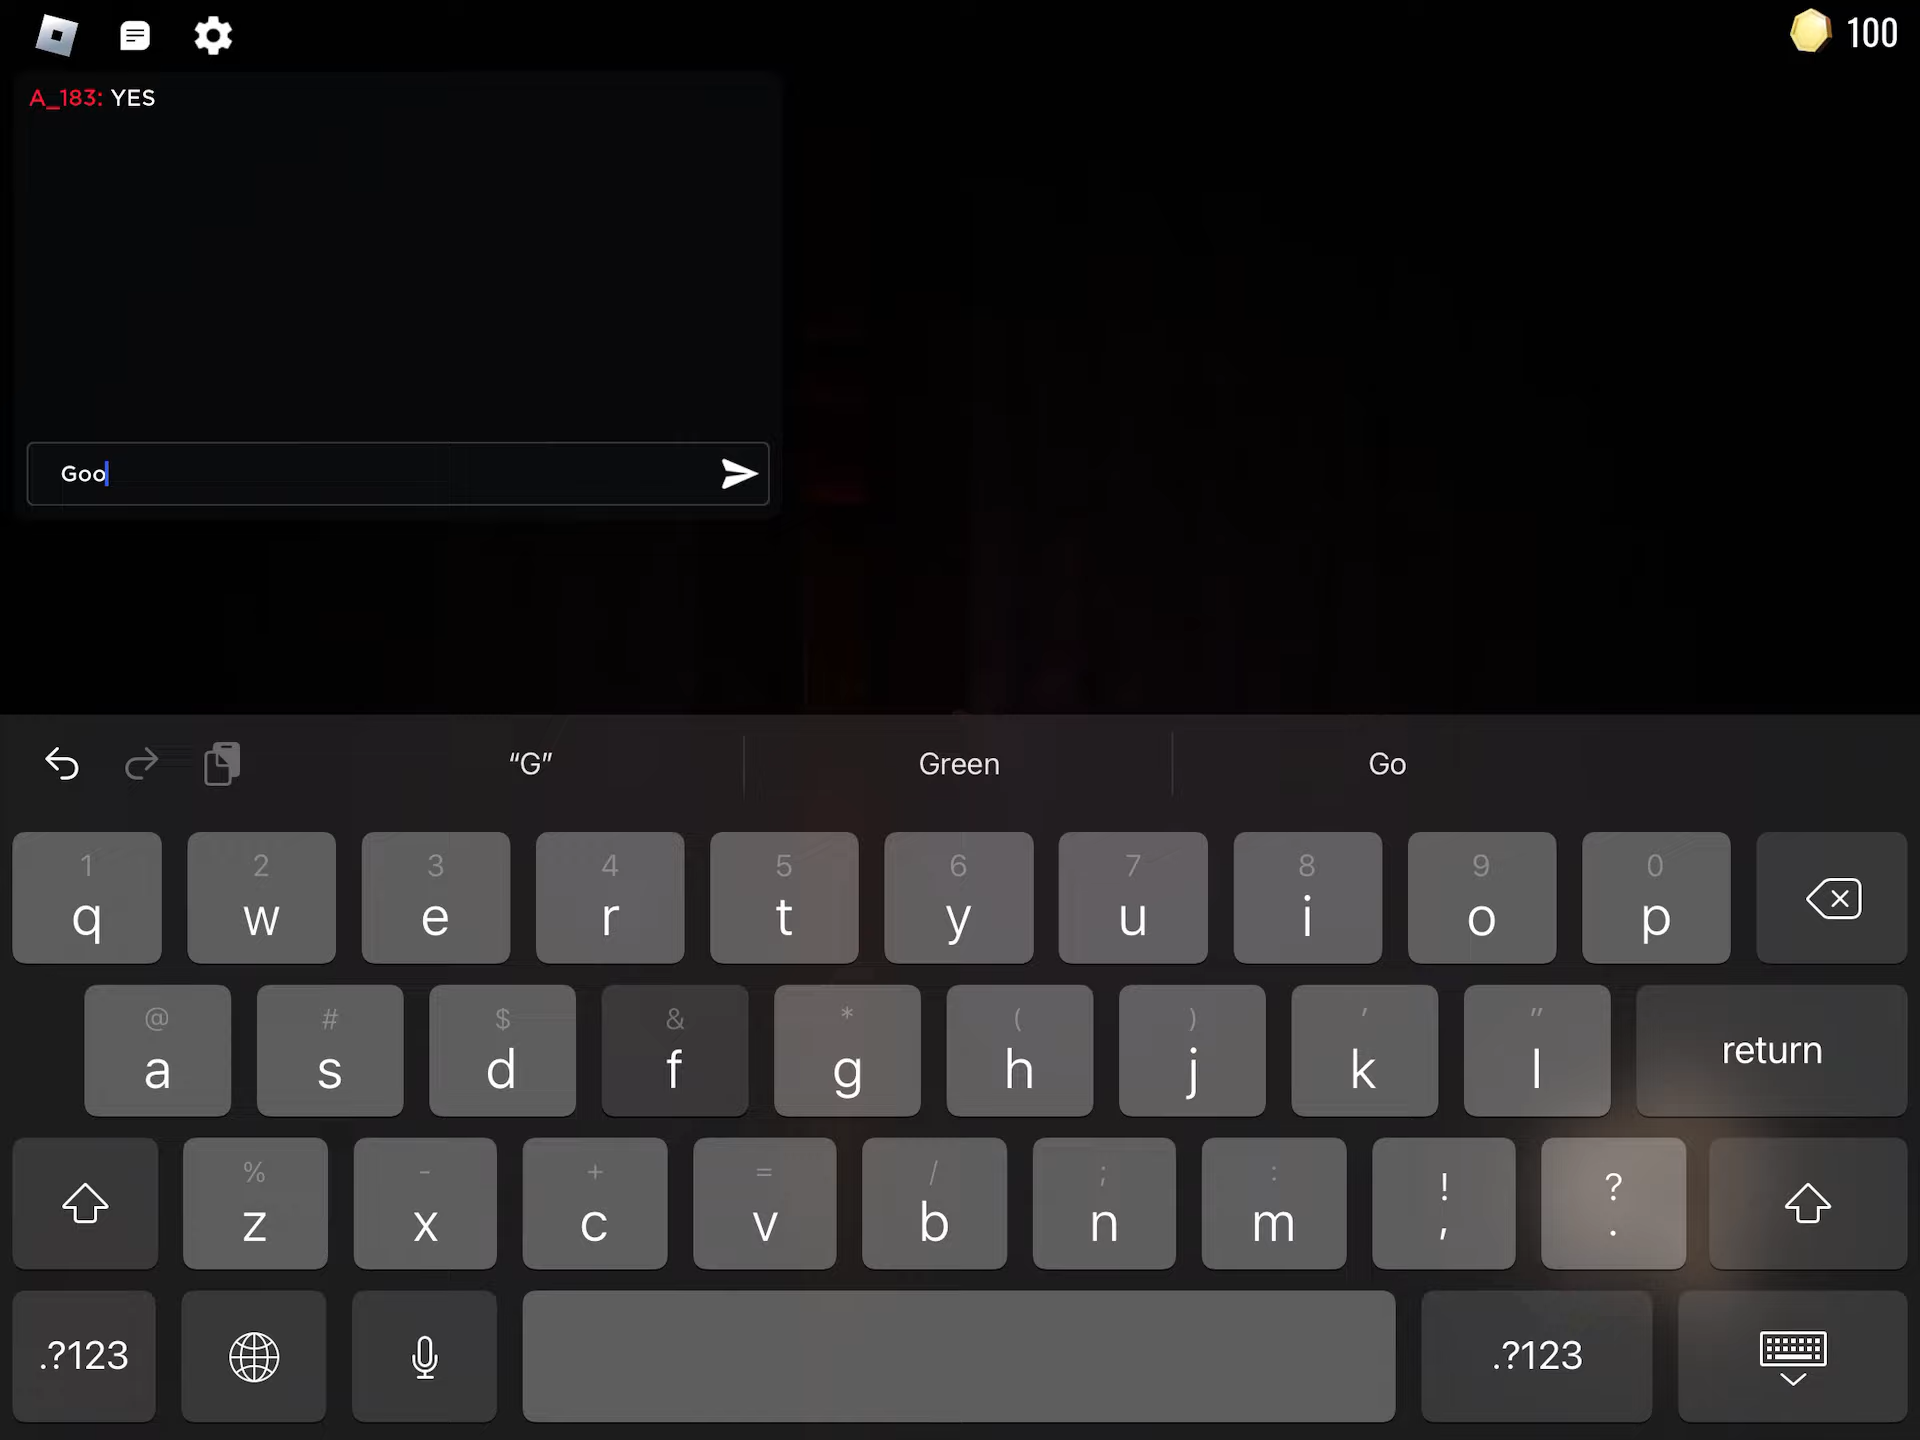 100
A_183: YES
Goo
“G” Green Go
1 2 3 4 5 6 7 8 9 0
q w e r t y u i o p
@ # $ & * ( ) ' "
a s d f g h j k l return
% - + = / ; : ! ?
z x c v b n m , .
.?123 .?123